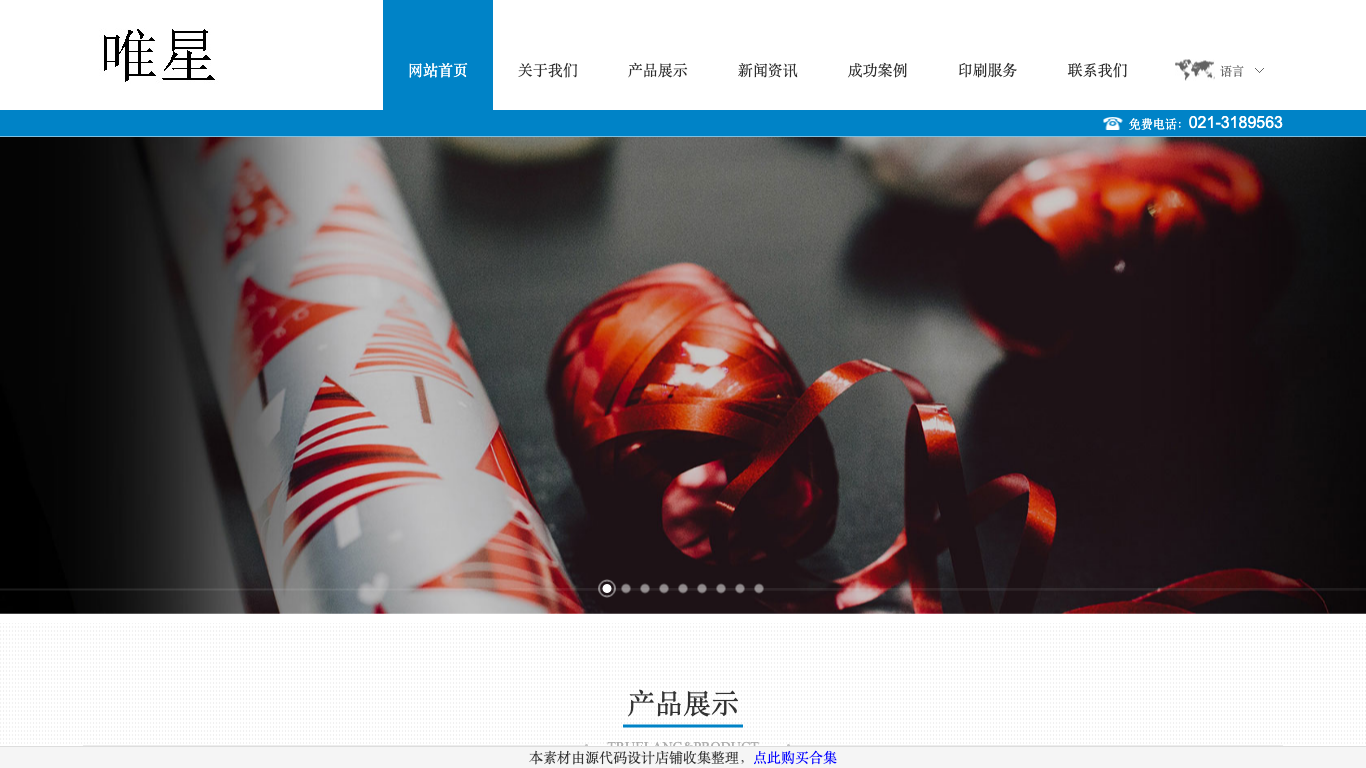 唯星
网站首页 关于我们 产品展示 新闻资讯 成功案例 印刷服务 联系我们 语言
免费电话：021-3189563
产品展示
TRUELANG&PRODUCT
本素材由源代码设计店铺收集整理，点此购买合集